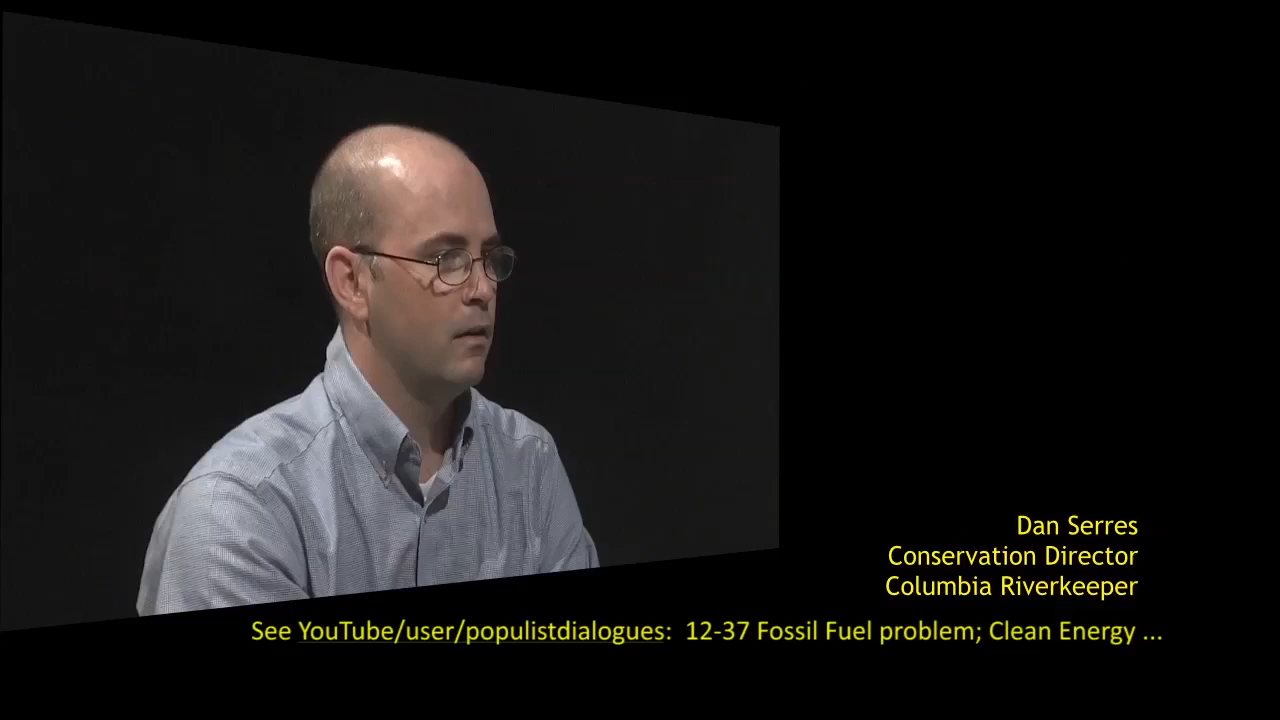 Dan Serres
Conservation Director
Columbia Riverkeeper
See YouTube/user/populistdialogues:  12-37 Fossil Fuel problem; Clean Energy ...